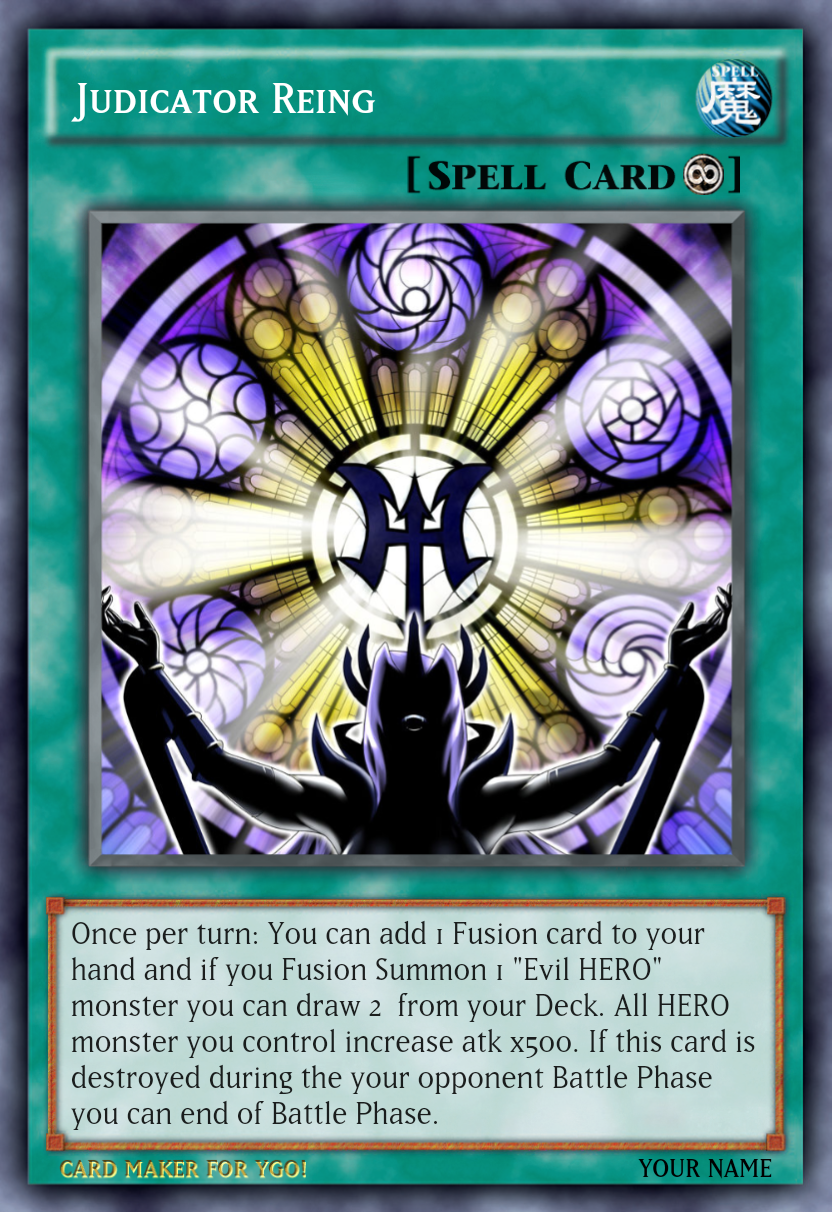 Judicator Reing
SPELL
魔
[Spell Card]
Once per turn: You can add 1 Fusion card to your
hand and if you Fusion Summon 1 "Evil HERO"
monster you can draw 2 from your Deck. All HERO
monster you control increase atk x500. If this card is
destroyed during the your opponent Battle Phase
you can end of Battle Phase.
CARD MAKER FOR YGO!
YOUR NAME